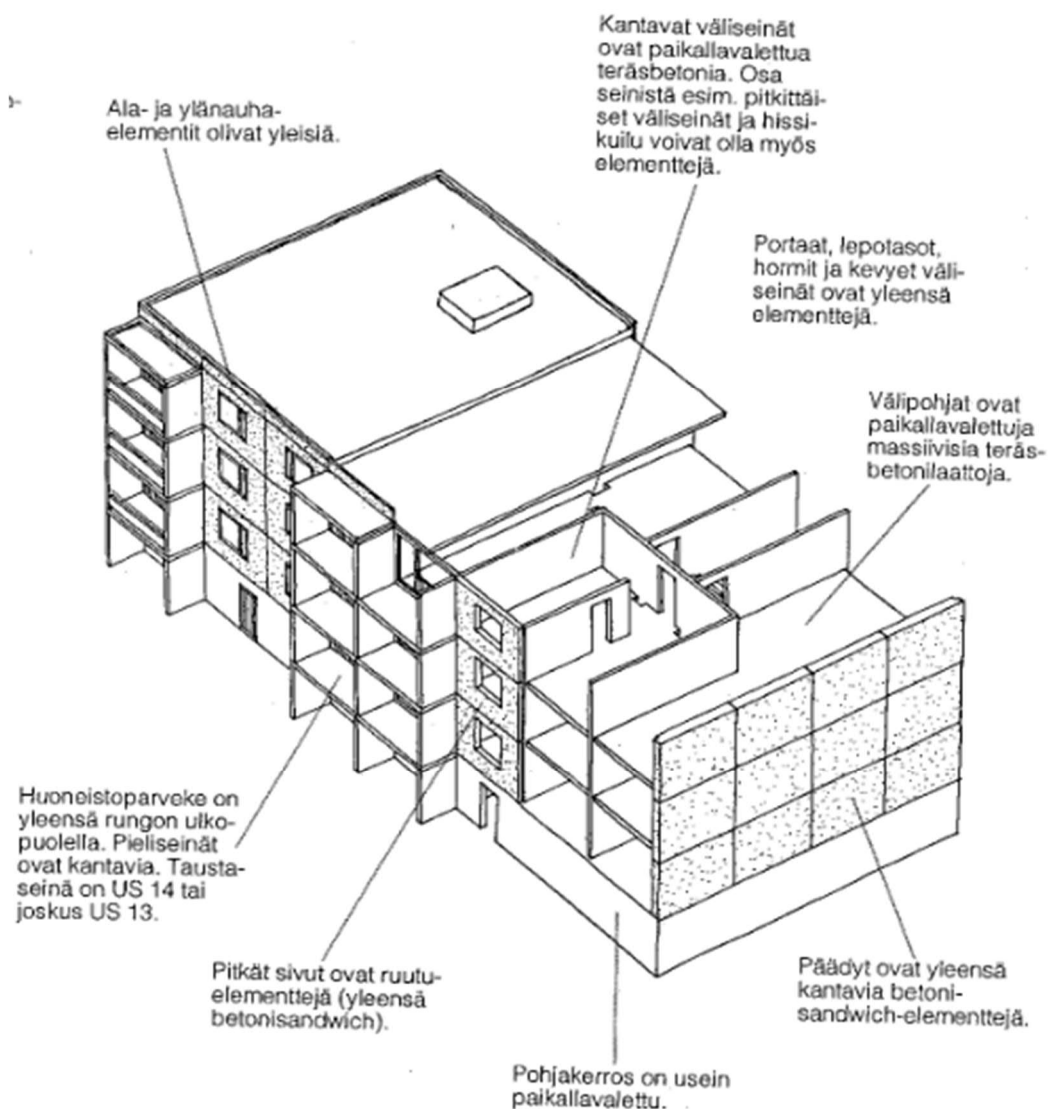 Kantavat väliseinät
ovat paikallavalettua
teräsbetonia. Osa
seinistä esim. pitkittäi-
set väliseinät ja hissi-
kuilu voivat olla myös
elementtejä.
Ala- ja ylänauha-
elementit olivat yleisiä.
Portaat, lepotasot,
hormit ja kevyet väli-
seinät ovat yleensä
elementtejä.
Välipohjat ovat
paikallavalettuja
massiivisia teräs-
betonilaattoja.
Huoneistoparveke on
yleensä rungon ulko-
puolella. Pieliseinät
ovat kantavia. Tausta-
seinä on US 14 tai
joskus US 13.
Pitkät sivut ovat ruutu-
elementtejä (yleensä
betonisandwich).
Päädyt ovat yleensä
kantavia betoni-
sandwich-elementtejä.
Pohjakerros on usein
paikallavalettu.